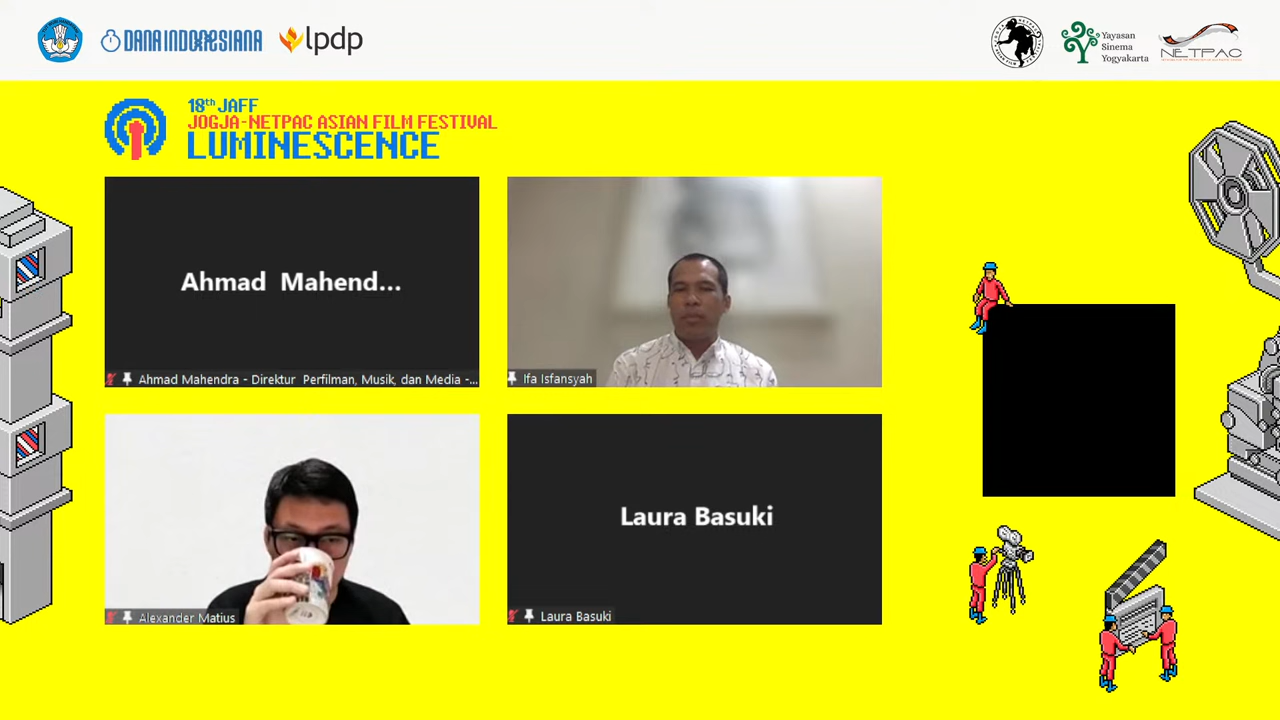 DANA INDONESIANA
lpdp
Yayasan
Sinema
Yogyakarta
NETPAC
18th JAFF
JOGJA-NETPAC ASIAN FILM FESTIVAL
LUMINESCENCE
Ahmad Mahend...
Ahmad Mahendra - Direktur Perfilman, Musik, dan Media -...
Ifa Isfansyah
Alexander Matius
Laura Basuki
Laura Basuki